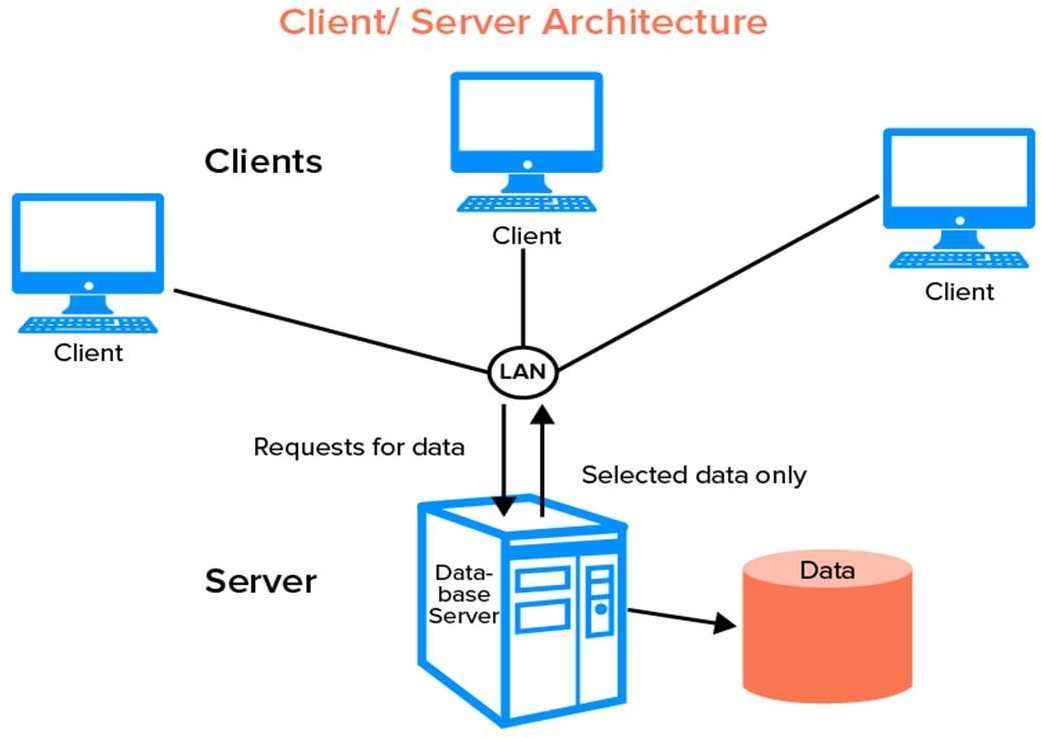 Client/ Server Architecture
Clients
Client
Client
Client
LAN
Requests for data
Selected data only
Server
Data-
base
Server
Data